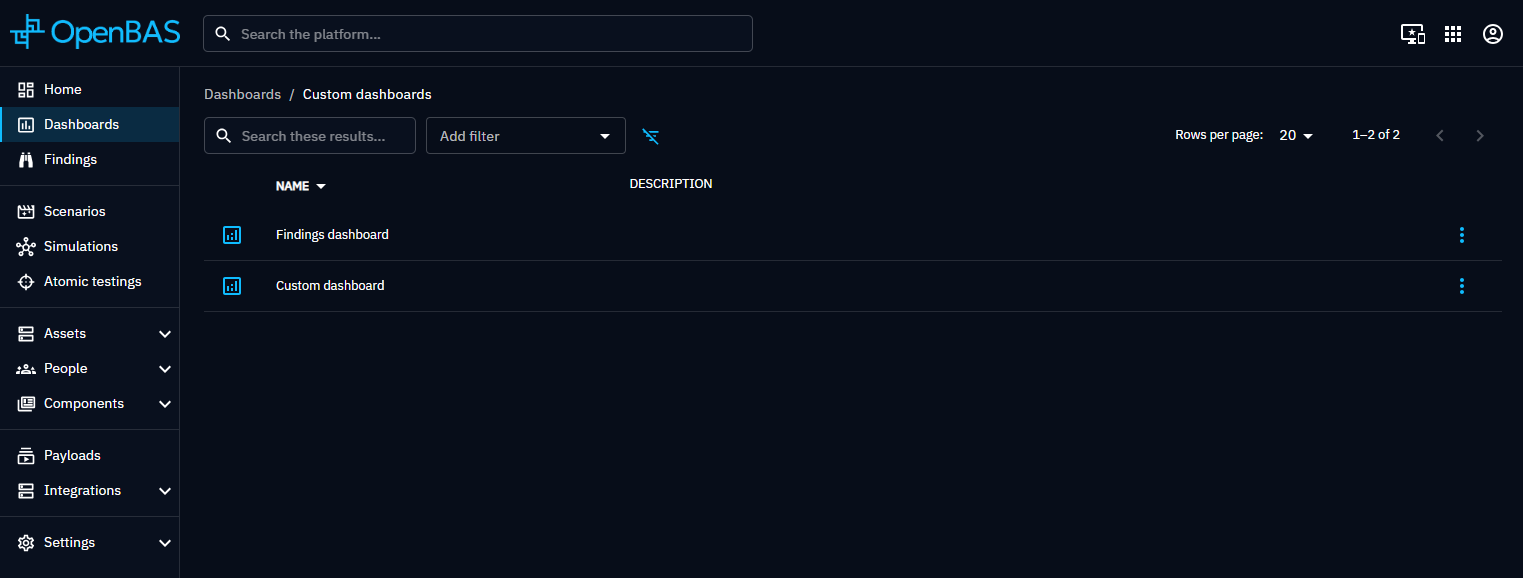 OpenBAS
Search the platform...
Home
Dashboards
Findings
Scenarios
Simulations
Atomic testings
Assets
People
Components
Payloads
Integrations
Settings
Dashboards / Custom dashboards
Search these results...
Add filter
Rows per page: 20
1–2 of 2
NAME
DESCRIPTION
Findings dashboard
Custom dashboard